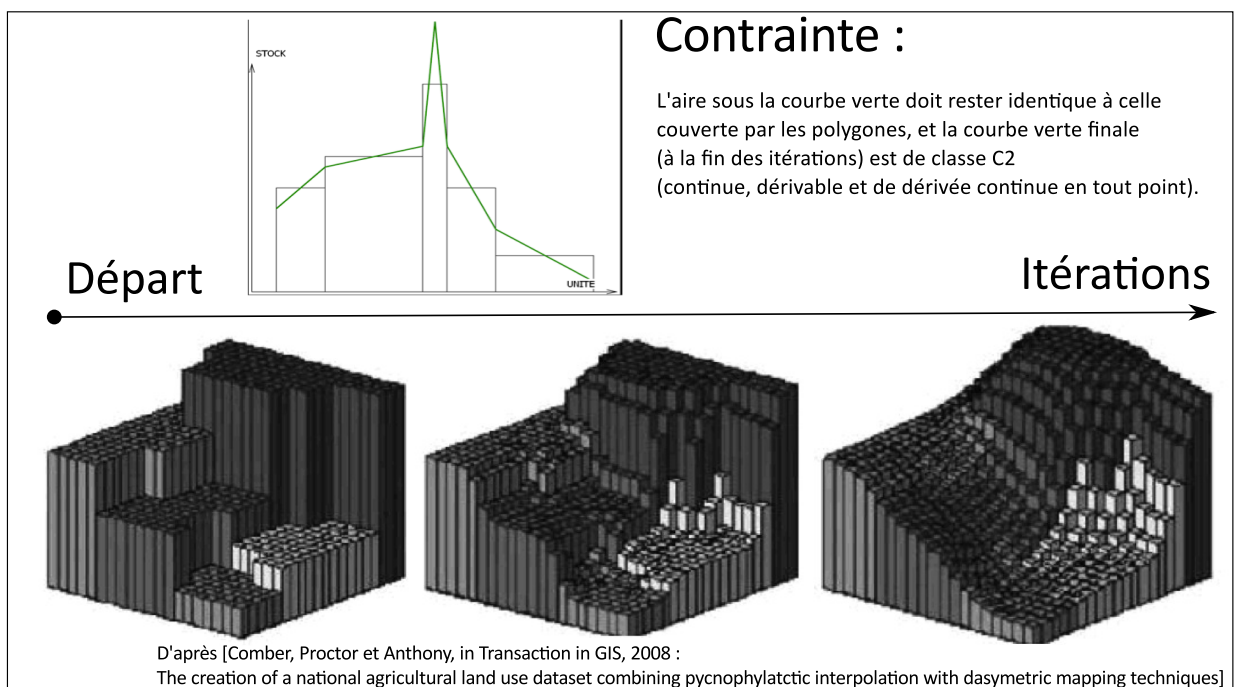 Contrainte :
STOCK
L'aire sous la courbe verte doit rester identique à celle
couverte par les polygones, et la courbe verte finale
(à la fin des itérations) est de classe C2
(continue, dérivable et de dérivée continue en tout point).
UNITE
Départ
Itérations
D'après [Comber, Proctor et Anthony, in Transaction in GIS, 2008 :
The creation of a national agricultural land use dataset combining pycnophylatctic interpolation with dasymetric mapping techniques]